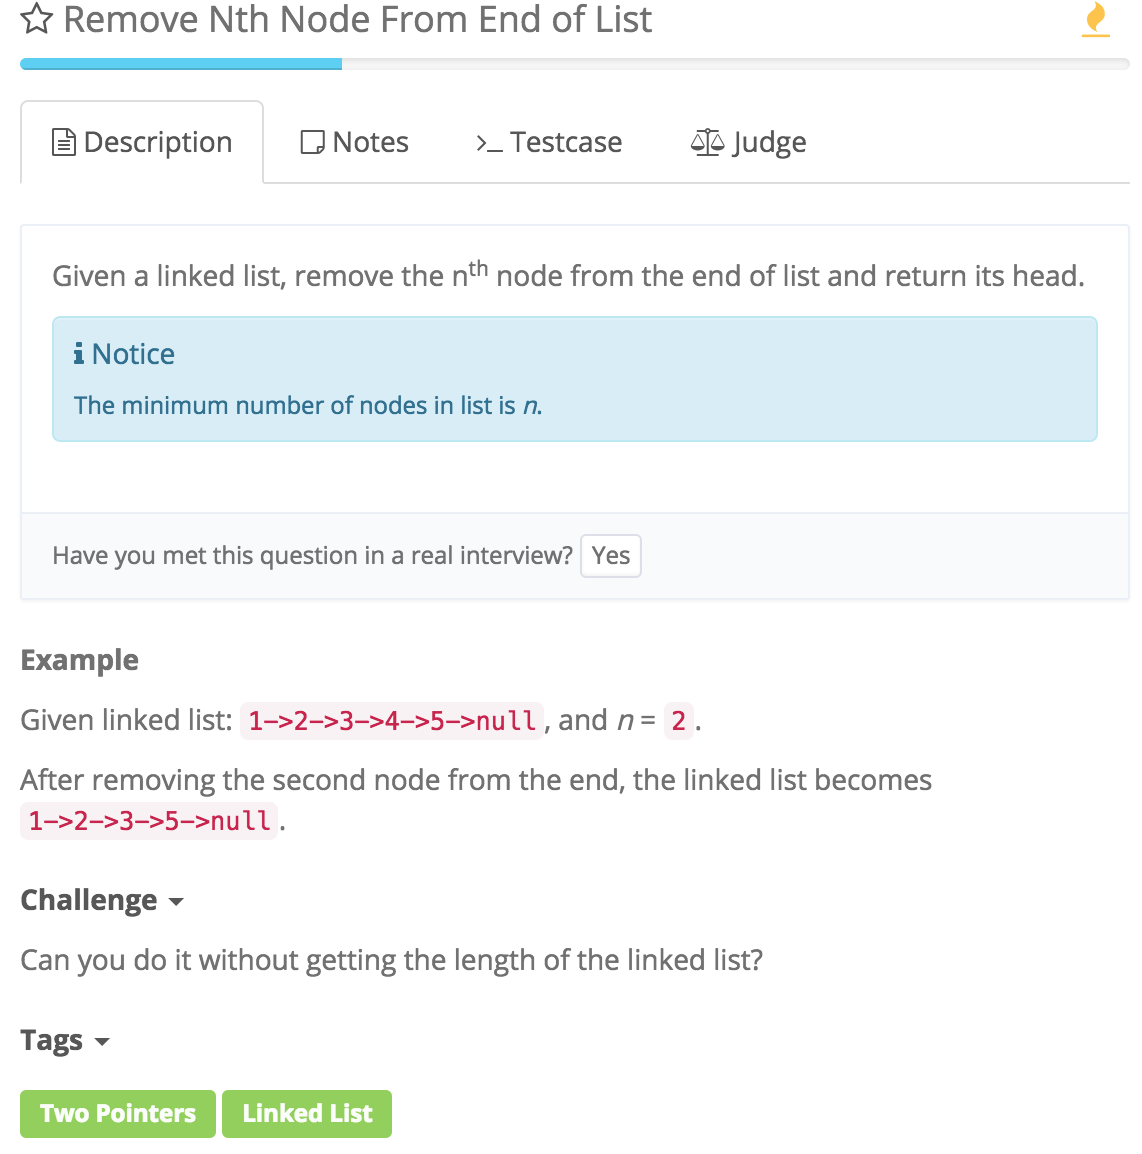 Remove Nth Node From End of List
Description Notes >_ Testcase Judge
Given a linked list, remove the nth node from the end of list and return its head.
Notice
The minimum number of nodes in list is n.
Have you met this question in a real interview? Yes
Example
Given linked list: 1->2->3->4->5->null, and n = 2.
After removing the second node from the end, the linked list becomes
1->2->3->5->null.
Challenge
Can you do it without getting the length of the linked list?
Tags
Two Pointers Linked List